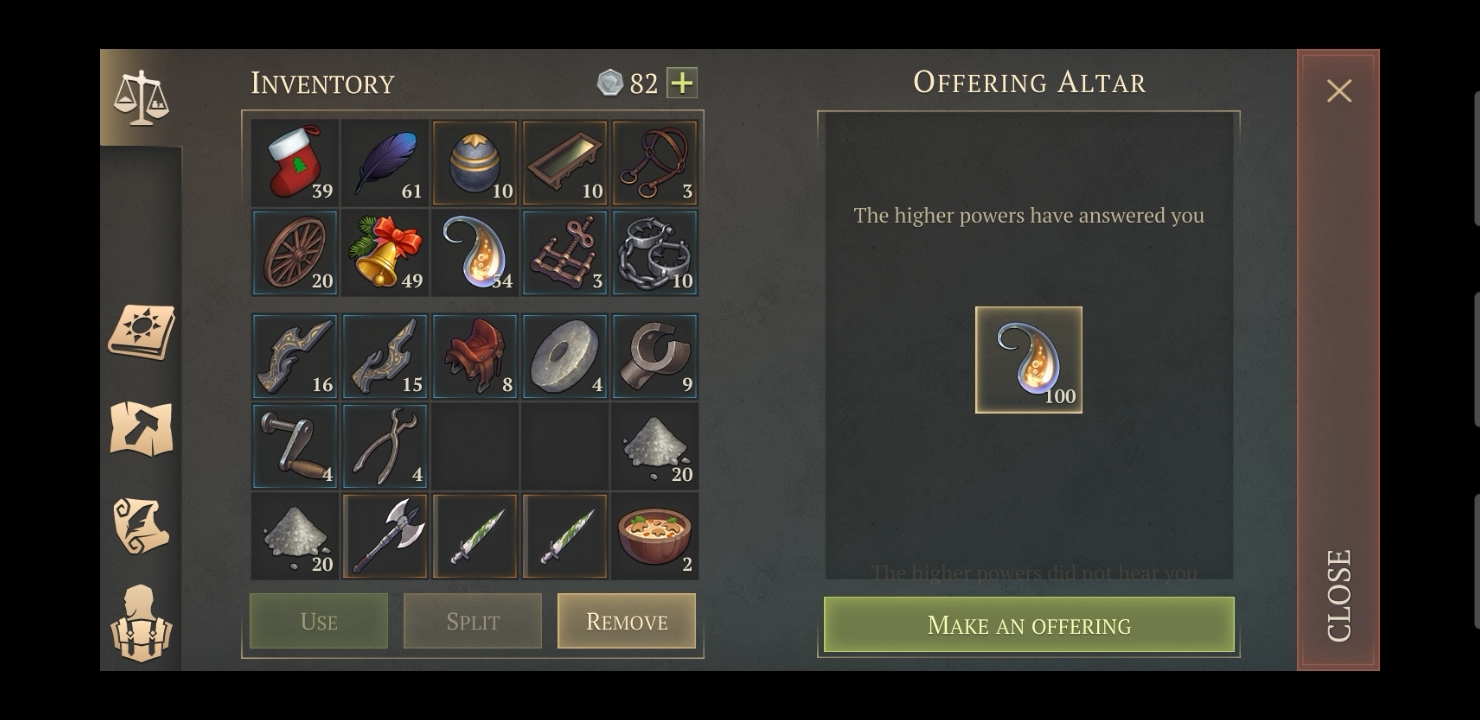 INVENTORY
82
OFFERING ALTAR
39
61
10
10
3
20
49
54
3
10
16
15
8
4
9
4
4
20
20
2
The higher powers have answered you
100
The higher powers did not hear you
USE
SPLIT
REMOVE
MAKE AN OFFERING
CLOSE